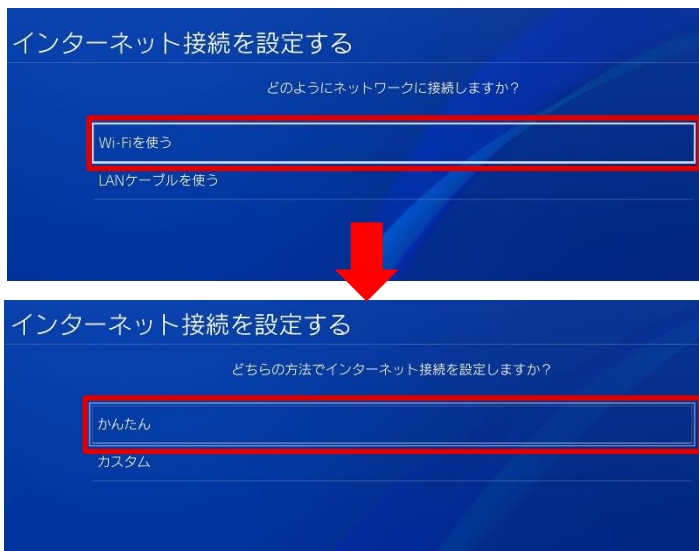 インターネット接続を設定する
どのようにネットワークに接続しますか？
Wi-Fiを使う
LANケーブルを使う
インターネット接続を設定する
どちらの方法でインターネット接続を設定しますか？
かんたん
カスタム